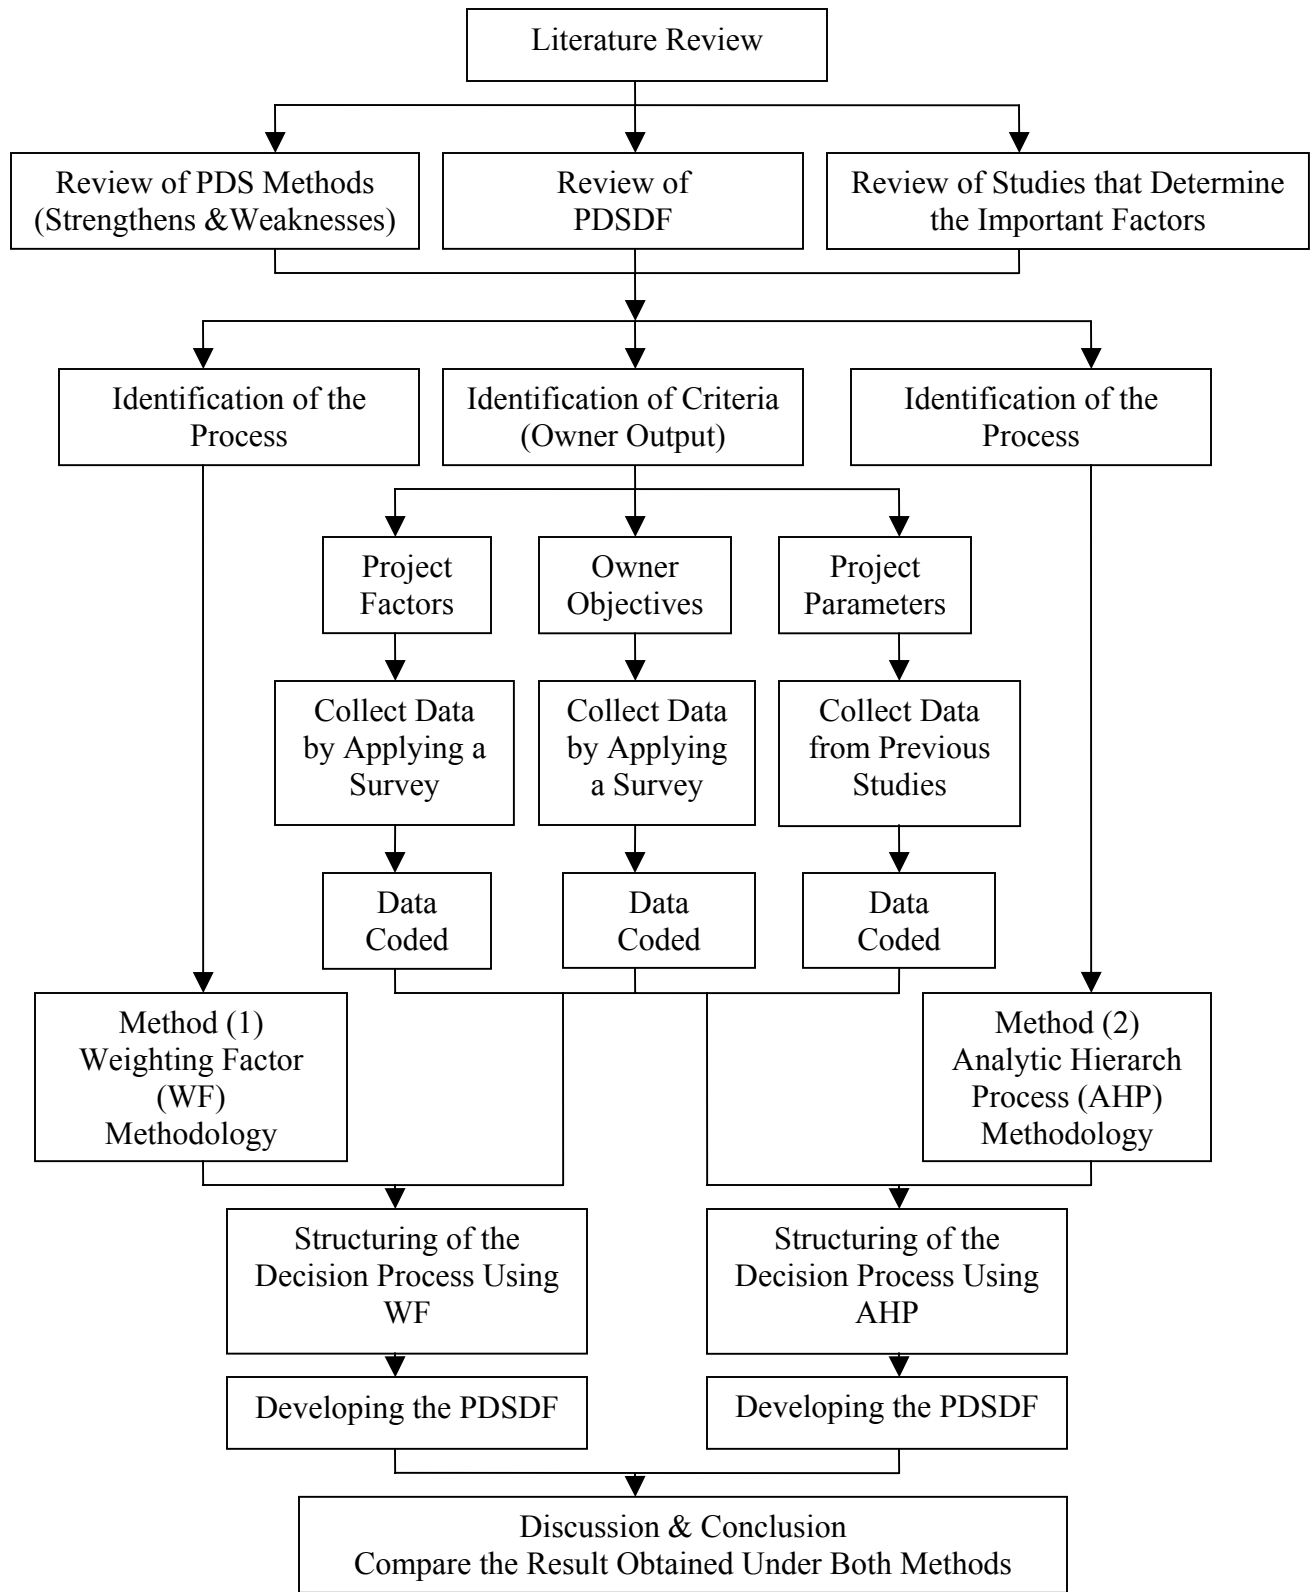 Literature Review
Review of PDS Methods
(Strengthens &Weaknesses)
Review of
PDSDF
Review of Studies that Determine
the Important Factors
Identification of the
Process
Identification of Criteria
(Owner Output)
Identification of the
Process
Project
Factors
Owner
Objectives
Project
Parameters
Collect Data
by Applying a
Survey
Collect Data
by Applying
a Survey
Collect Data
from Previous
Studies
Data
Coded
Data
Coded
Data
Coded
Method (1)
Weighting Factor
(WF)
Methodology
Method (2)
Analytic Hierarch
Process (AHP)
Methodology
Structuring of the
Decision Process Using
WF
Structuring of the
Decision Process Using
AHP
Developing the PDSDF
Developing the PDSDF
Discussion & Conclusion
Compare the Result Obtained Under Both Methods